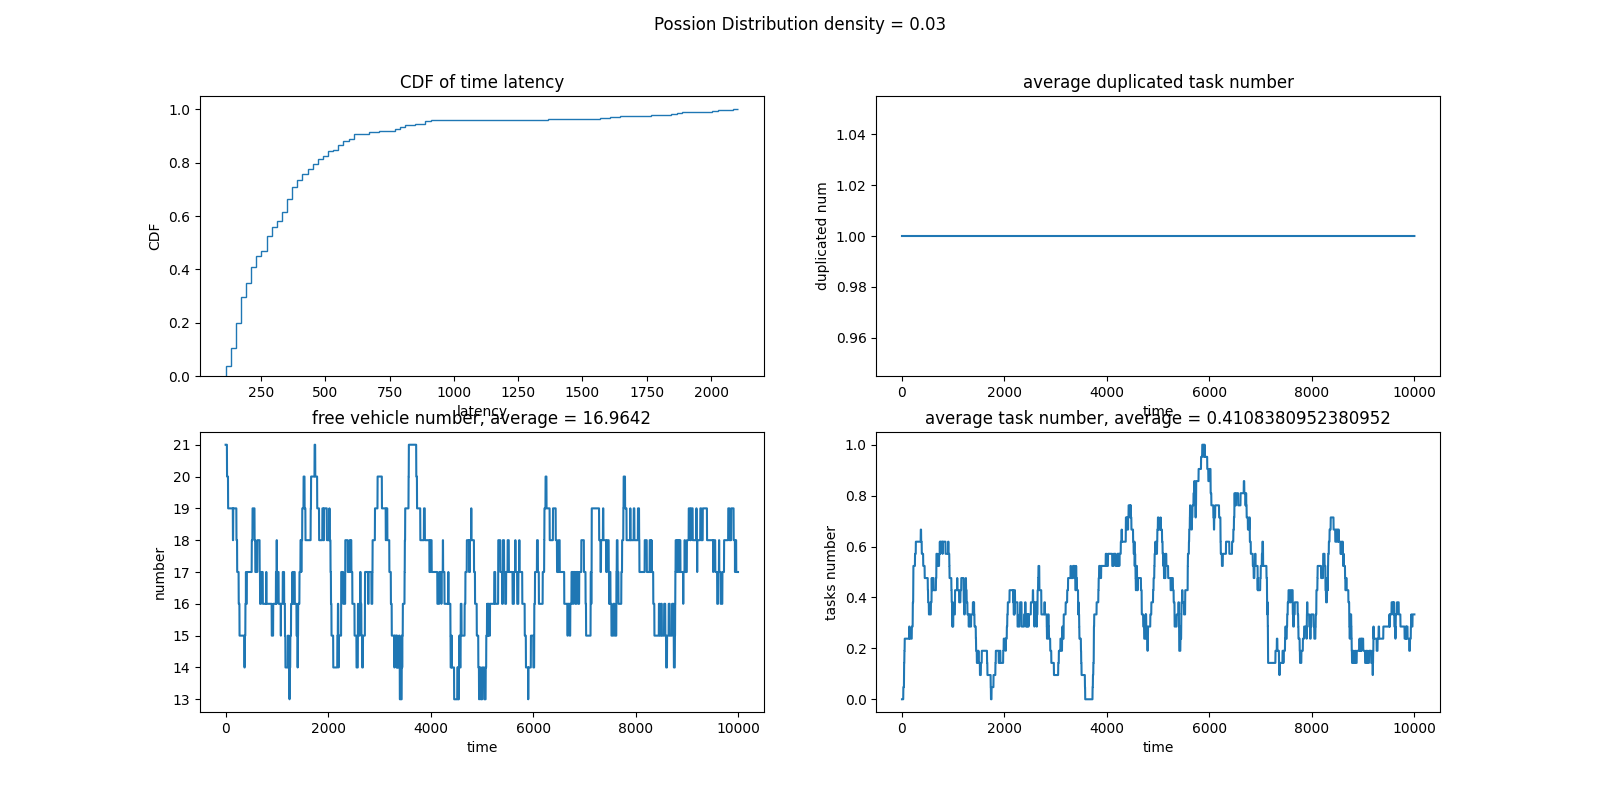 Possion Distribution density = 0.03
CDF of time latency
1.0
0.8
0.6
0.4
0.2
0.0
CDF
250 500 750 1000 1250 1500 1750 2000
latency
average duplicated task number
1.04
1.02
1.00
0.98
0.96
duplicated num
0 2000 4000 6000 8000 10000
time
free vehicle number, average = 16.9642
21
20
19
18
17
16
15
14
13
number
0 2000 4000 6000 8000 10000
time
average task number, average = 0.4108380952380952
1.0
0.8
0.6
0.4
0.2
0.0
tasks number
0 2000 4000 6000 8000 10000
time